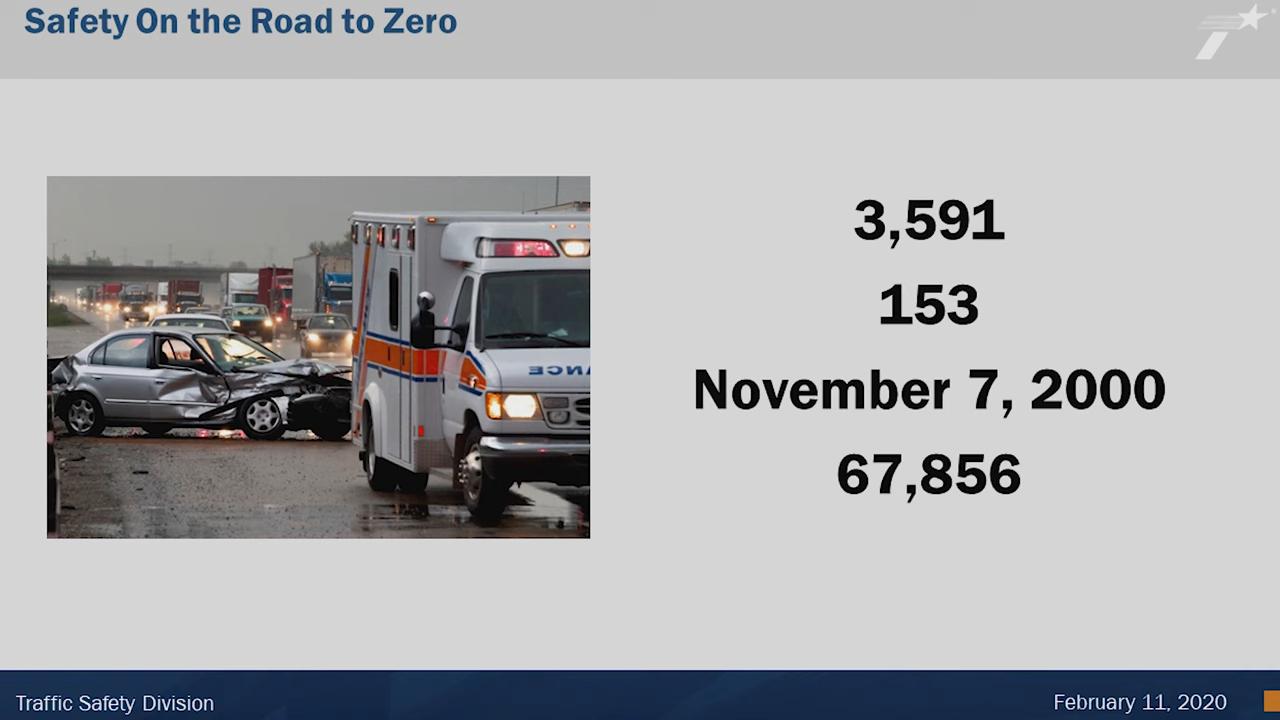 Safety On the Road to Zero
3,591
153
November 7, 2000
67,856
Traffic Safety Division
February 11, 2020